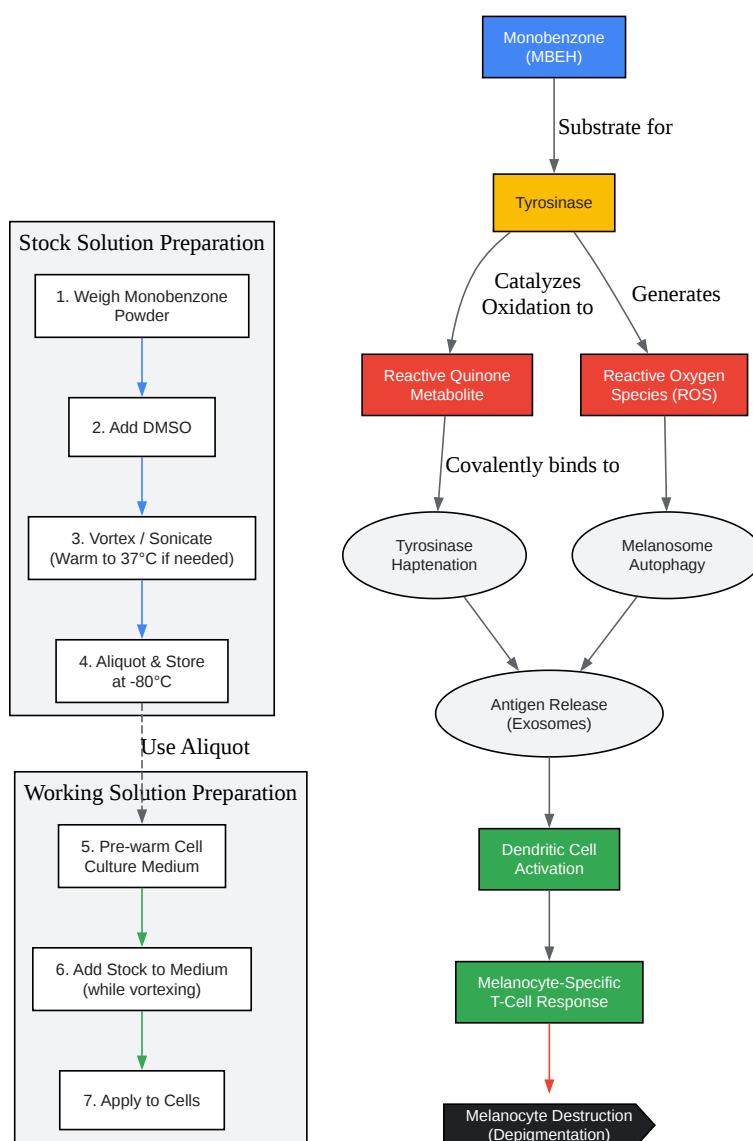 Stock Solution Preparation
1. Weigh Monobenzone
Powder
2. Add DMSO
3. Vortex / Sonicate
(Warm to 37°C if needed)
4. Aliquot & Store
at -80°C
Use Aliquot
Working Solution Preparation
5. Pre-warm Cell
Culture Medium
6. Add Stock to Medium
(while vortexing)
7. Apply to Cells
Monobenzone
(MBEH)
Substrate for
Tyrosinase
Catalyzes
Oxidation to
Generates
Reactive Quinone
Metabolite
Reactive Oxygen
Species (ROS)
Covalently binds to
Tyrosinase
Haptenation
Melanosome
Autophagy
Antigen Release
(Exosomes)
Dendritic Cell
Activation
Melanocyte-Specific
T-Cell Response
Melanocyte Destruction
(Depigmentation)